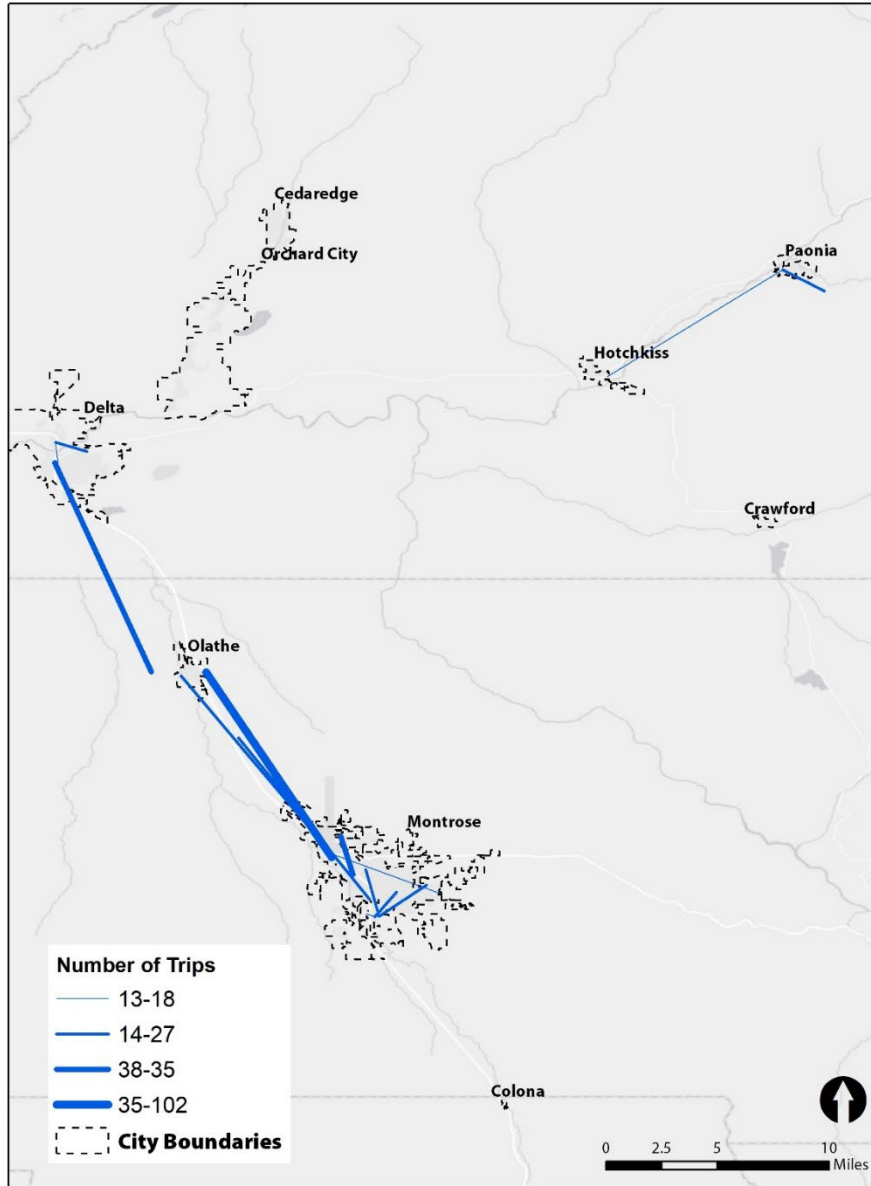 Cedaredge
Orchard City
Paonia
Hotchkiss
Delta
Crawford
Olathe
Montrose
Number of Trips
13-18
14-27
38-35
35-102
City Boundaries
Colona
0 2.5 5 10
Miles